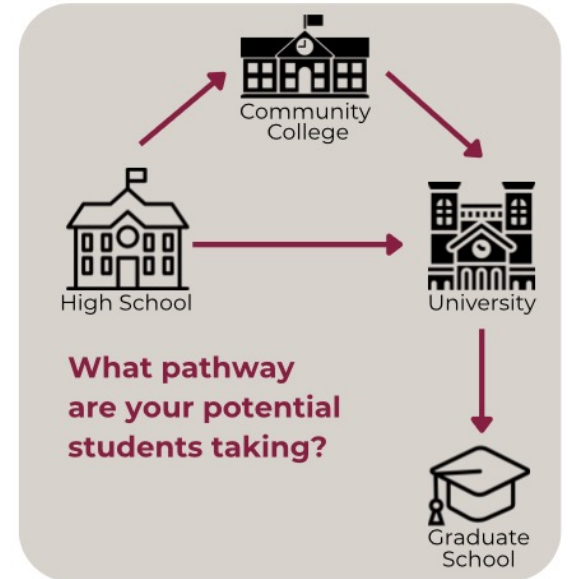 Community
College
High School
University
What pathway
are your potential
students taking?
Graduate
School